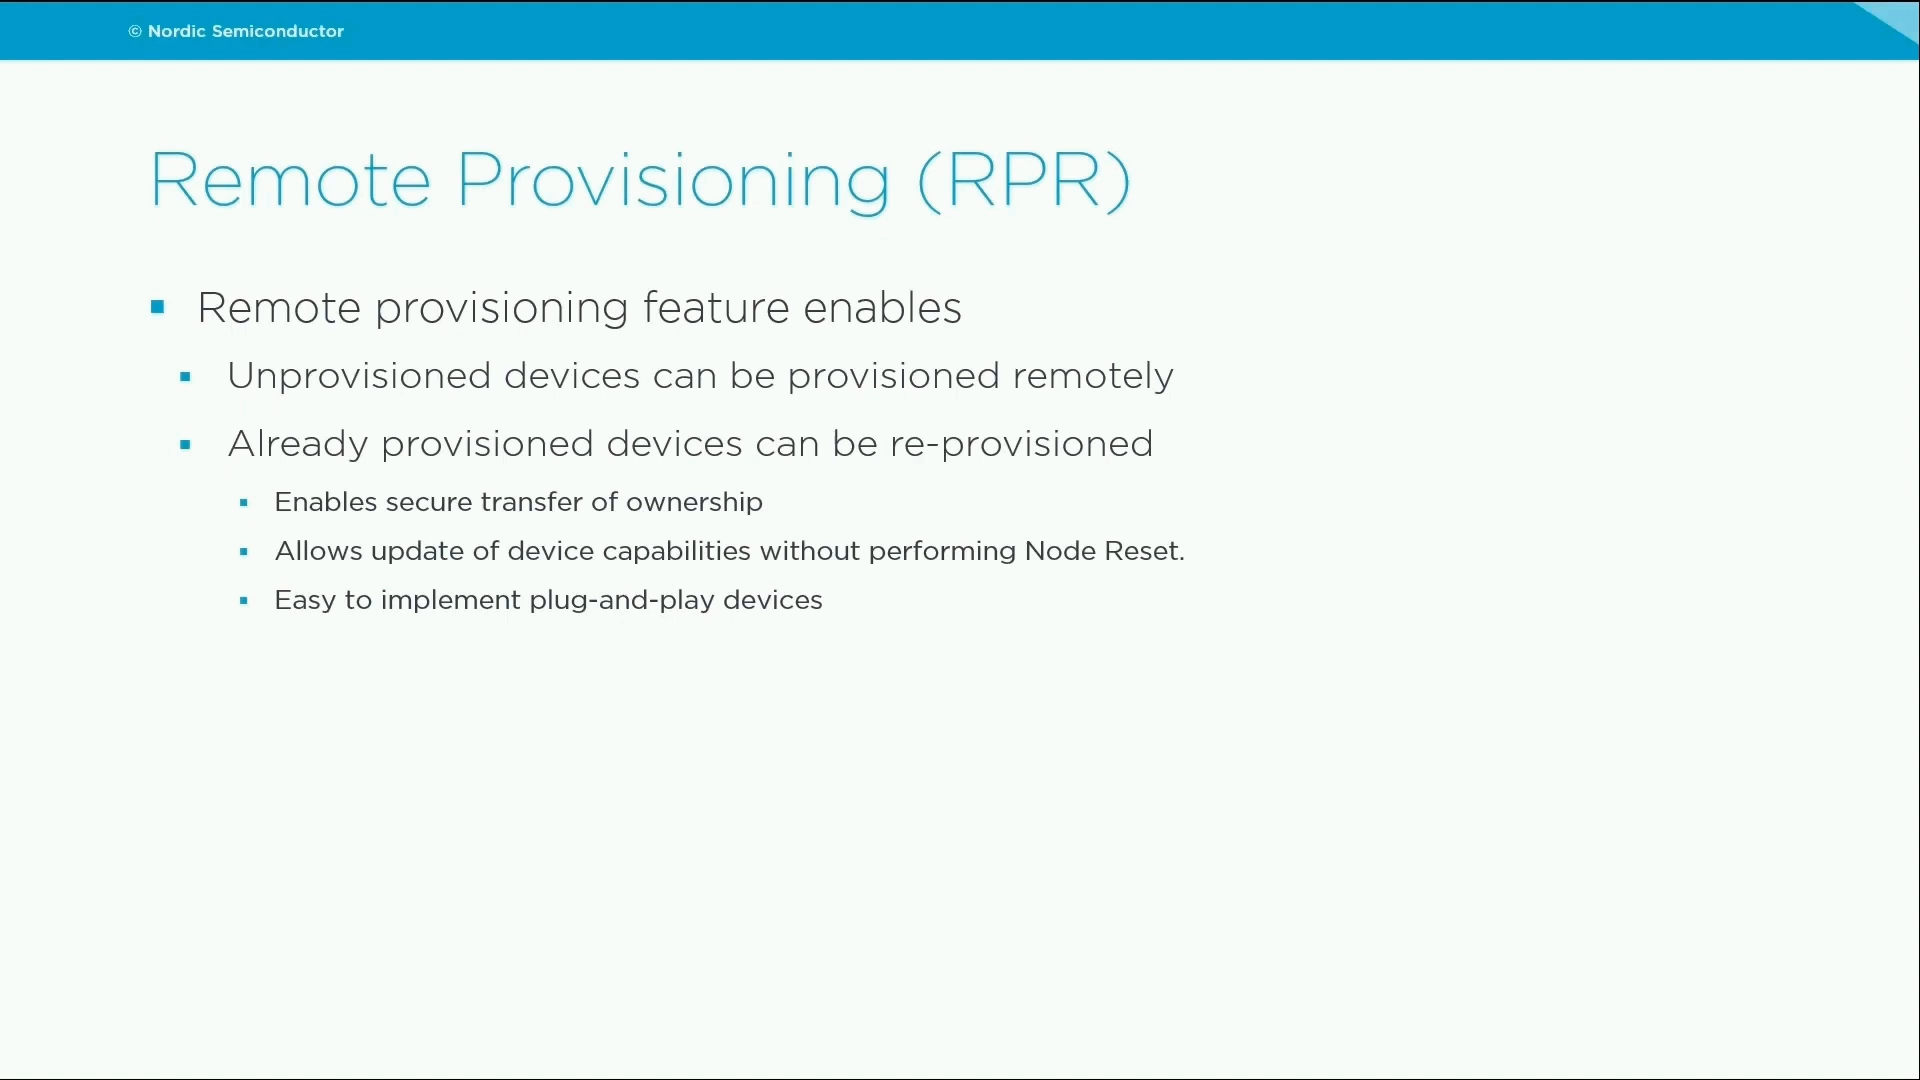 © Nordic Semiconductor
Remote Provisioning (RPR)
Remote provisioning feature enables
Unprovisioned devices can be provisioned remotely
Already provisioned devices can be re-provisioned
Enables secure transfer of ownership
Allows update of device capabilities without performing Node Reset.
Easy to implement plug-and-play devices